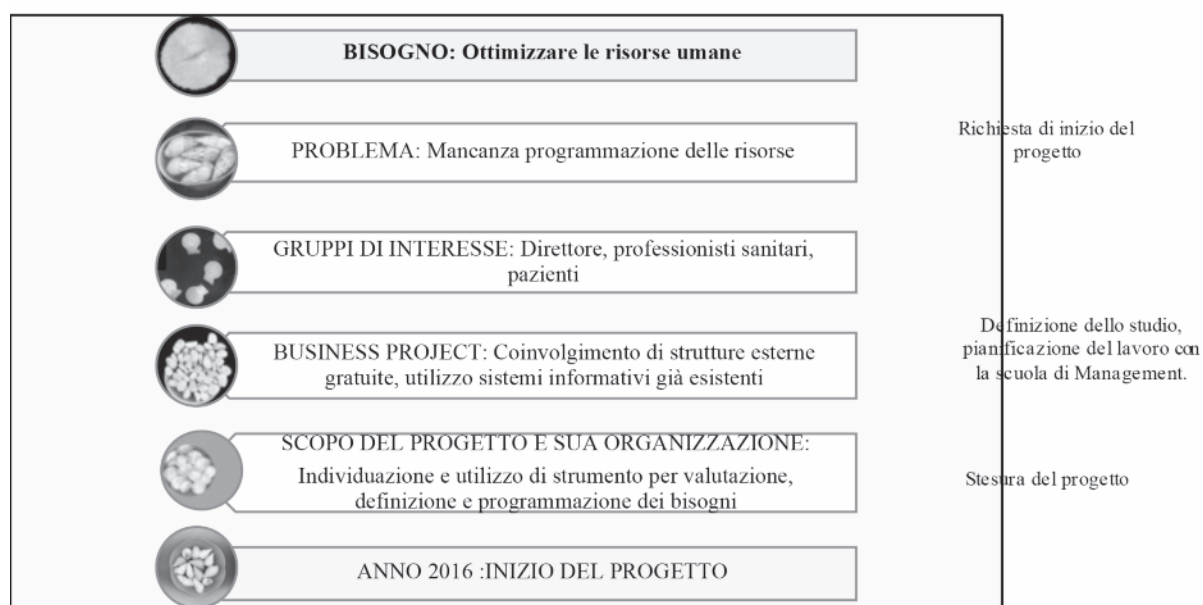 BISOGNO: Ottimizzare le risorse umane
PROBLEMA: Mancanza programmazione delle risorse
Richiesta di inizio del
progetto
GRUPPI DI INTERESSE: Direttore, professionisti sanitari,
pazienti
BUSINESS PROJECT: Coinvolgimento di strutture esterne
gratuite, utilizzo sistemi informativi già esistenti
Definizione dello studio,
pianificazione del lavoro con
la scuola di Management.
SCOPO DEL PROGETTO E SUA ORGANIZZAZIONE:
Individuazione e utilizzo di strumento per valutazione,
definizione e programmazione dei bisogni
Stesura del progetto
ANNO 2016 :INIZIO DEL PROGETTO